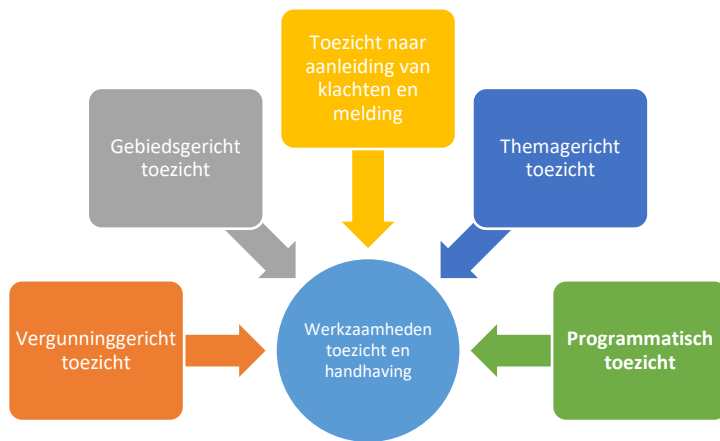 Toezicht naar
aanleiding van
klachten en
melding
Gebiedsgericht
toezicht
Themagericht
toezicht
Vergunninggericht
toezicht
Werkzaamheden
toezicht en
handhaving
Programmatisch
toezicht